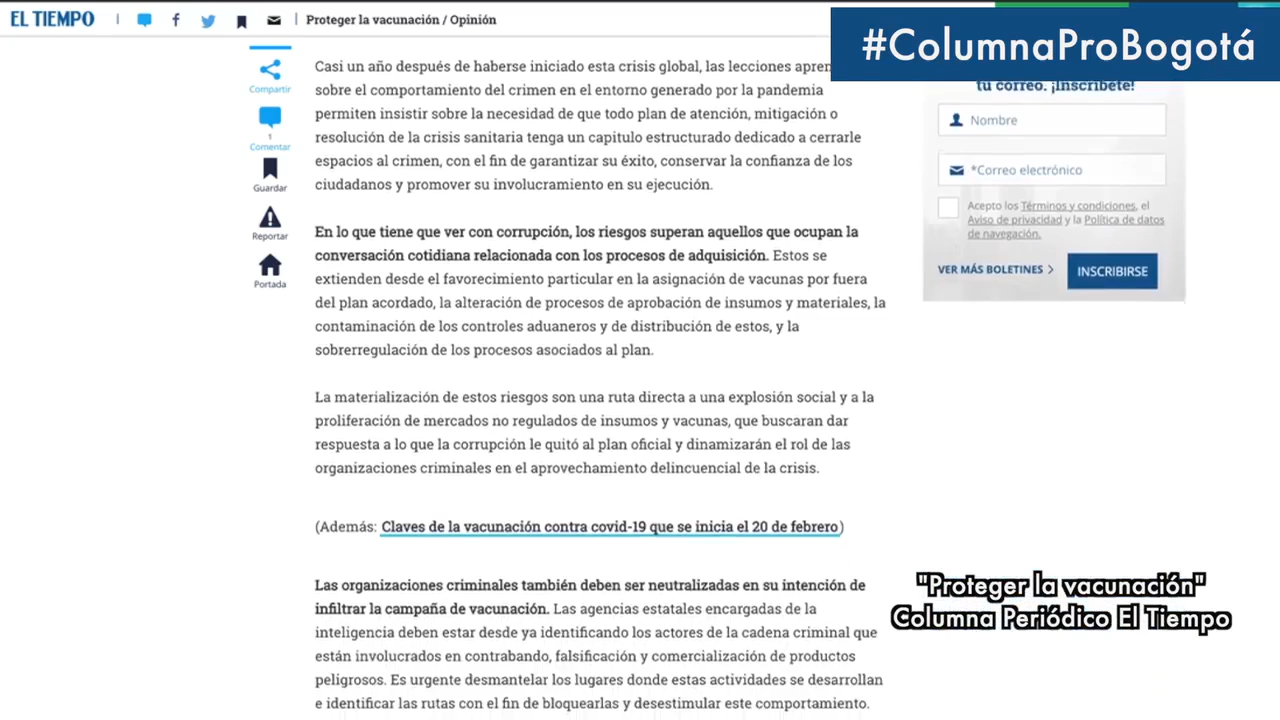 EL TIEMPO
Proteger la vacunación / Opinión
#ColumnaProBogotá
Compartir
1
Comentar
Guardar
Reportar
Portada
Casi un año después de haberse iniciado esta crisis global, las lecciones
sobre el comportamiento del crimen en el entorno generado por la pandemia
permiten insistir sobre la necesidad de que todo plan de atención, mitigación o
resolución de la crisis sanitaria tenga un capitulo estructurado dedicado a cerrarle
espacios al crimen, con el fin de garantizar su éxito, conservar la confianza de los
ciudadanos y promover su involucramiento en su ejecución.
En lo que tiene que ver con corrupción, los riesgos superan aquellos que ocupan la
conversación cotidiana relacionada con los procesos de adquisición. Estos se
extienden desde el favorecimiento particular en la asignación de vacunas por fuera
del plan acordado, la alteración de procesos de aprobación de insumos y materiales, la
contaminación de los controles aduaneros y de distribución de estos, y la
sobrerregulación de los procesos asociados al plan.
La materialización de estos riesgos son una ruta directa a una explosión social y a la
proliferación de mercados no regulados de insumos y vacunas, que buscaran dar
respuesta a lo que la corrupción le quitó al plan oficial y dinamizarán el rol de las
organizaciones criminales en el aprovechamiento delincuencial de la crisis.
(Además: Claves de la vacunación contra covid-19 que se inicia el 20 de febrero)
Las organizaciones criminales también deben ser neutralizadas en su intención de
infiltrar la campaña de vacunación. Las agencias estatales encargadas de la
inteligencia deben estar desde ya identificando los actores de la cadena criminal que
están involucrados en contrabando, falsificación y comercialización de productos
peligrosos. Es urgente desmantelar los lugares donde estas actividades se desarrollan
e identificar las rutas con el fin de bloquearlas y desestimular este comportamiento.
tu correo. ¡Inscríbete!
Nombre
*Correo electrónico
Acepto los Términos y condiciones, el
Aviso de privacidad y la Política de datos
de navegación.
VER MÁS BOLETINES
INSCRIBIRSE
"Proteger la vacunación"
Columna Periódico El Tiempo